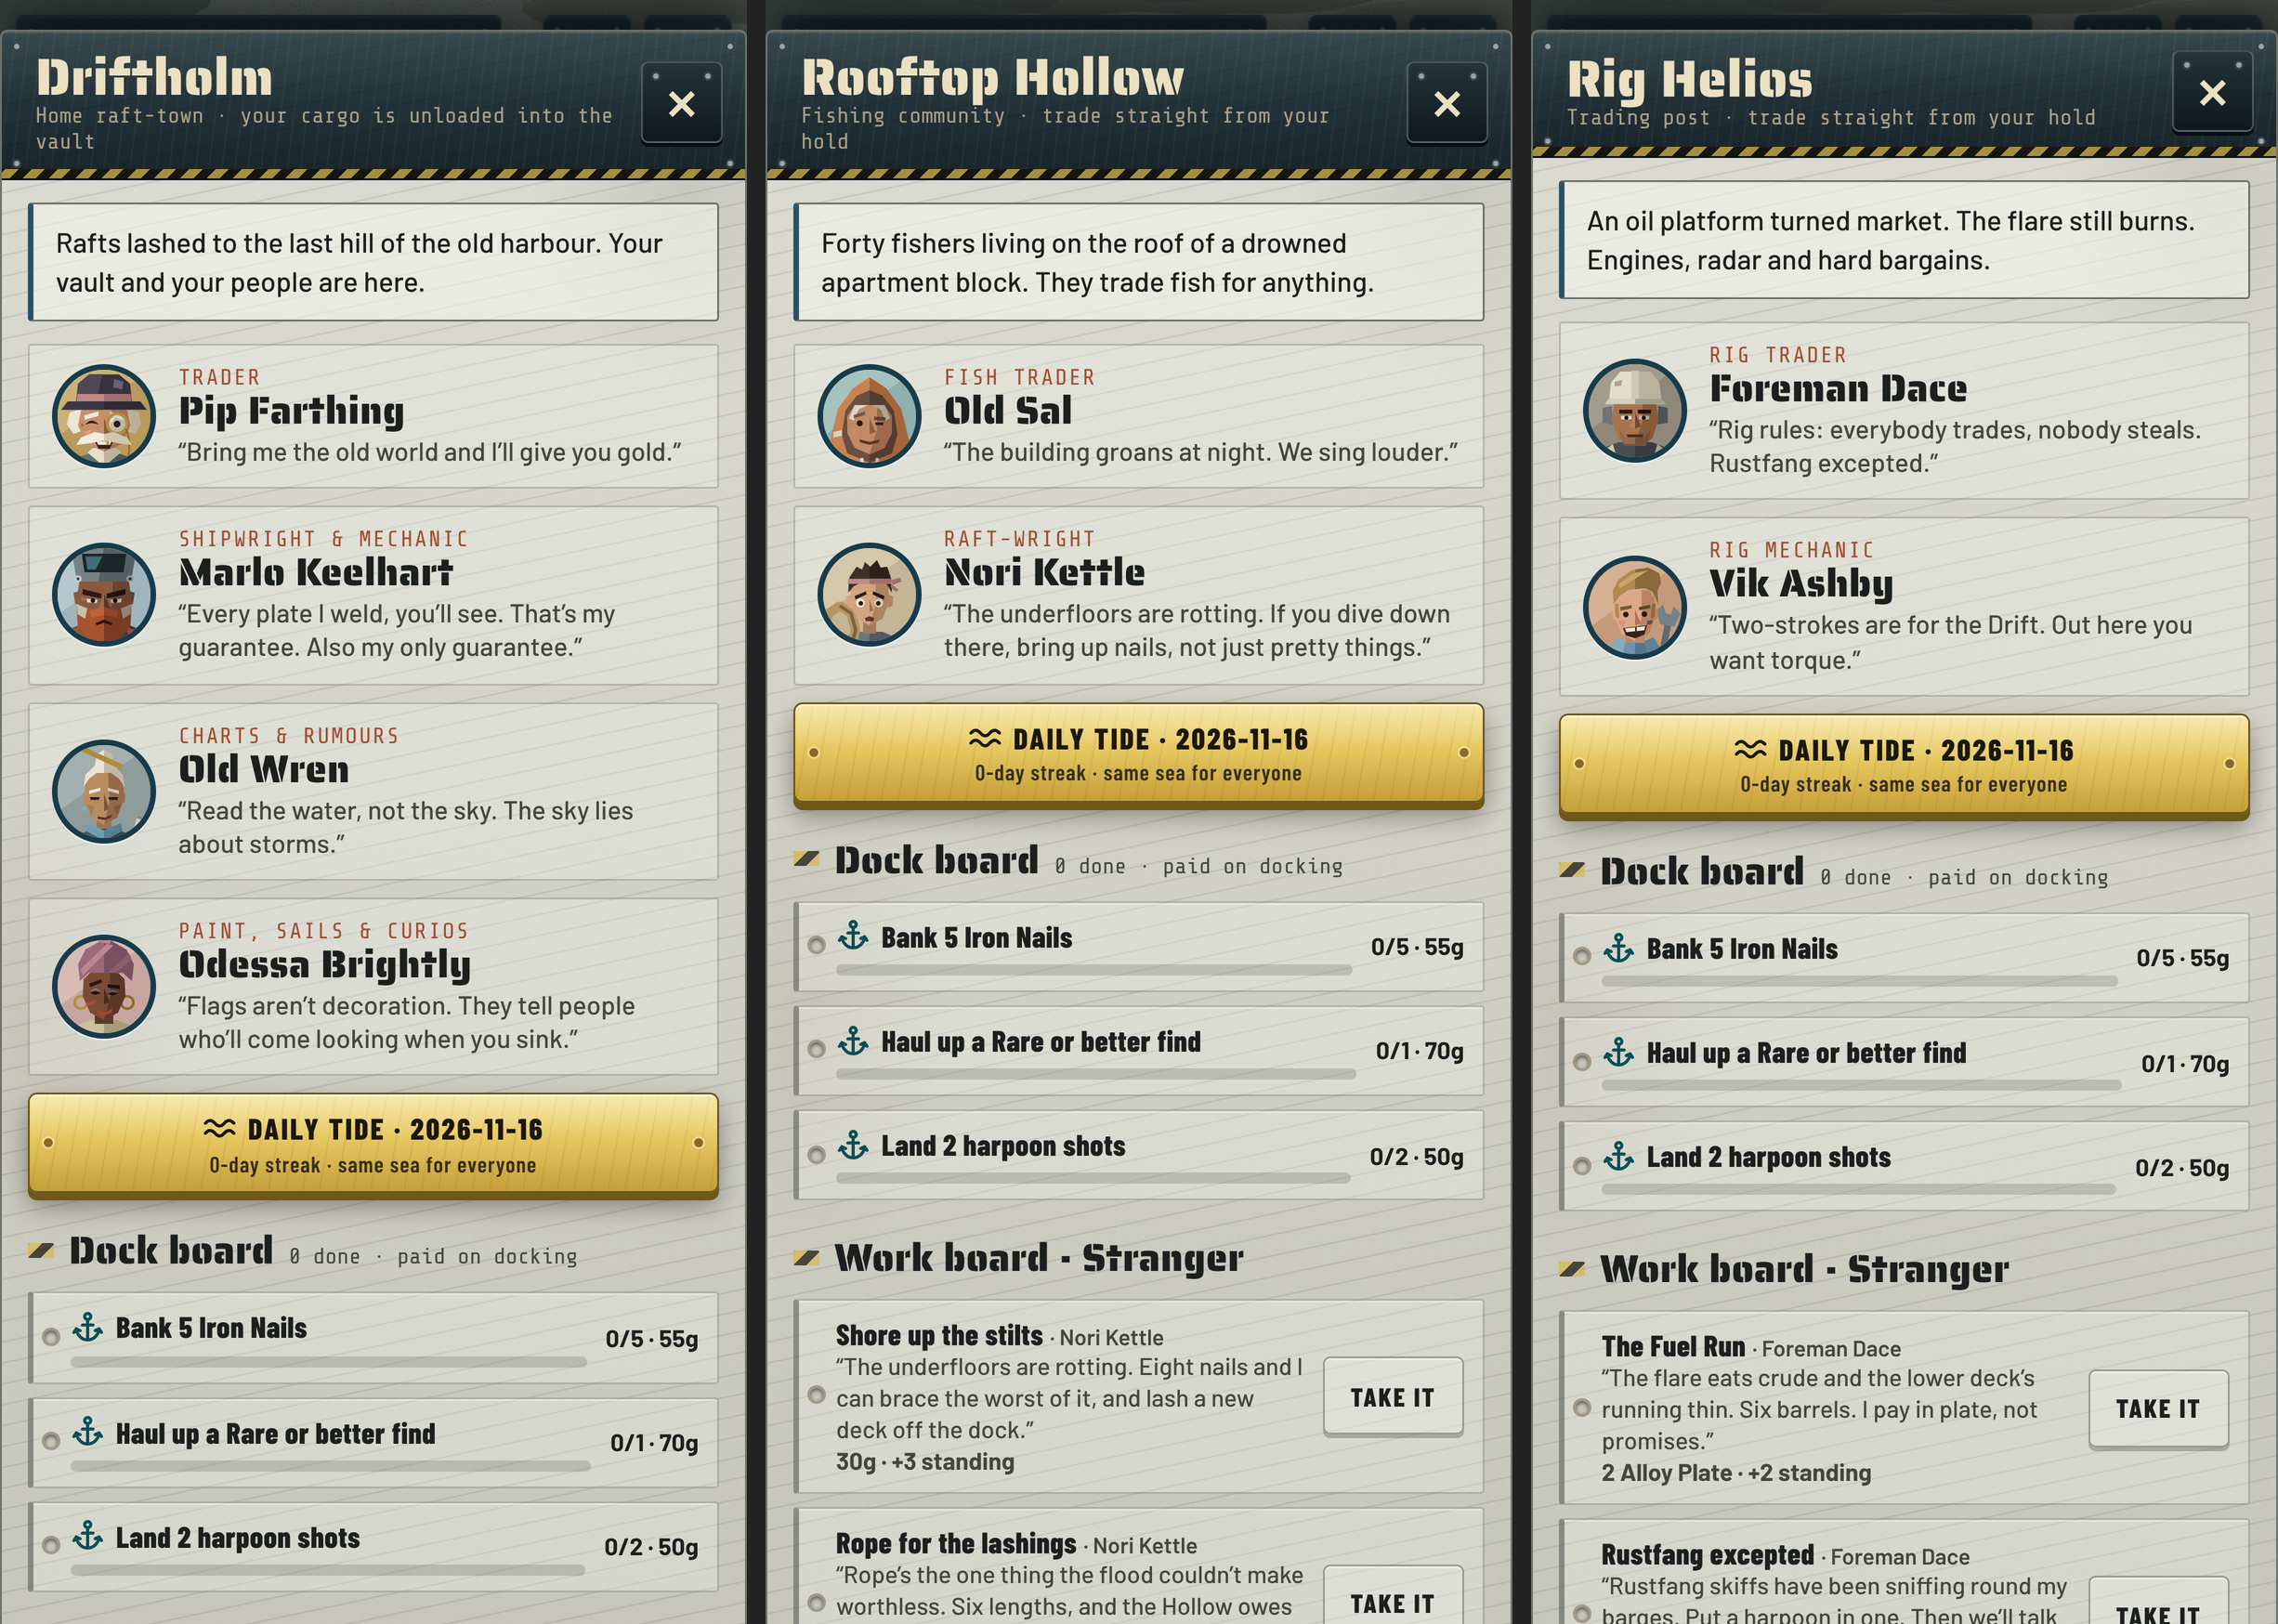 Driftholm
Home raft-town · your cargo is unloaded into the
vault
Rafts lashed to the last hill of the old harbour. Your
vault and your people are here.
TRADER
Pip Farthing
“Bring me the old world and I’ll give you gold.”
SHIPWRIGHT & MECHANIC
Marlo Keelhart
“Every plate I weld, you’ll see. That’s my
guarantee. Also my only guarantee.”
CHARTS & RUMOURS
Old Wren
“Read the water, not the sky. The sky lies
about storms.”
PAINT, SAILS & CURIOS
Odessa Brightly
“Flags aren’t decoration. They tell people
who’ll come looking when you sink.”
DAILY TIDE · 2026-11-16
0-day streak · same sea for everyone
Dock board 0 done · paid on docking
Bank 5 Iron Nails 0/5 · 55g
Haul up a Rare or better find 0/1 · 70g
Land 2 harpoon shots 0/2 · 50g
Rooftop Hollow
Fishing community · trade straight from your
hold
Forty fishers living on the roof of a drowned
apartment block. They trade fish for anything.
FISH TRADER
Old Sal
“The building groans at night. We sing louder.”
RAFT-WRIGHT
Nori Kettle
“The underfloors are rotting. If you dive down
there, bring up nails, not just pretty things.”
DAILY TIDE · 2026-11-16
0-day streak · same sea for everyone
Dock board 0 done · paid on docking
Bank 5 Iron Nails 0/5 · 55g
Haul up a Rare or better find 0/1 · 70g
Land 2 harpoon shots 0/2 · 50g
Work board · Stranger
Shore up the stilts · Nori Kettle
“The underfloors are rotting. Eight nails and I
can brace the worst of it, and lash a new
deck off the dock.”
30g · +3 standing
TAKE IT
Rope for the lashings · Nori Kettle
“Rope’s the one thing the flood couldn’t make
worthless. Six lengths, and the Hollow owes
TAKE IT
Rig Helios
Trading post · trade straight from your hold
An oil platform turned market. The flare still burns.
Engines, radar and hard bargains.
RIG TRADER
Foreman Dace
“Rig rules: everybody trades, nobody steals.
Rustfang excepted.”
RIG MECHANIC
Vik Ashby
“Two-strokes are for the Drift. Out here you
want torque.”
DAILY TIDE · 2026-11-16
0-day streak · same sea for everyone
Dock board 0 done · paid on docking
Bank 5 Iron Nails 0/5 · 55g
Haul up a Rare or better find 0/1 · 70g
Land 2 harpoon shots 0/2 · 50g
Work board · Stranger
The Fuel Run · Foreman Dace
“The flare eats crude and the lower deck’s
running thin. Six barrels. I pay in plate, not
promises.”
2 Alloy Plate · +2 standing
TAKE IT
Rustfang excepted · Foreman Dace
“Rustfang skiffs have been sniffing round my
barges. Put a harpoon in one. Then we’ll talk
TAKE IT